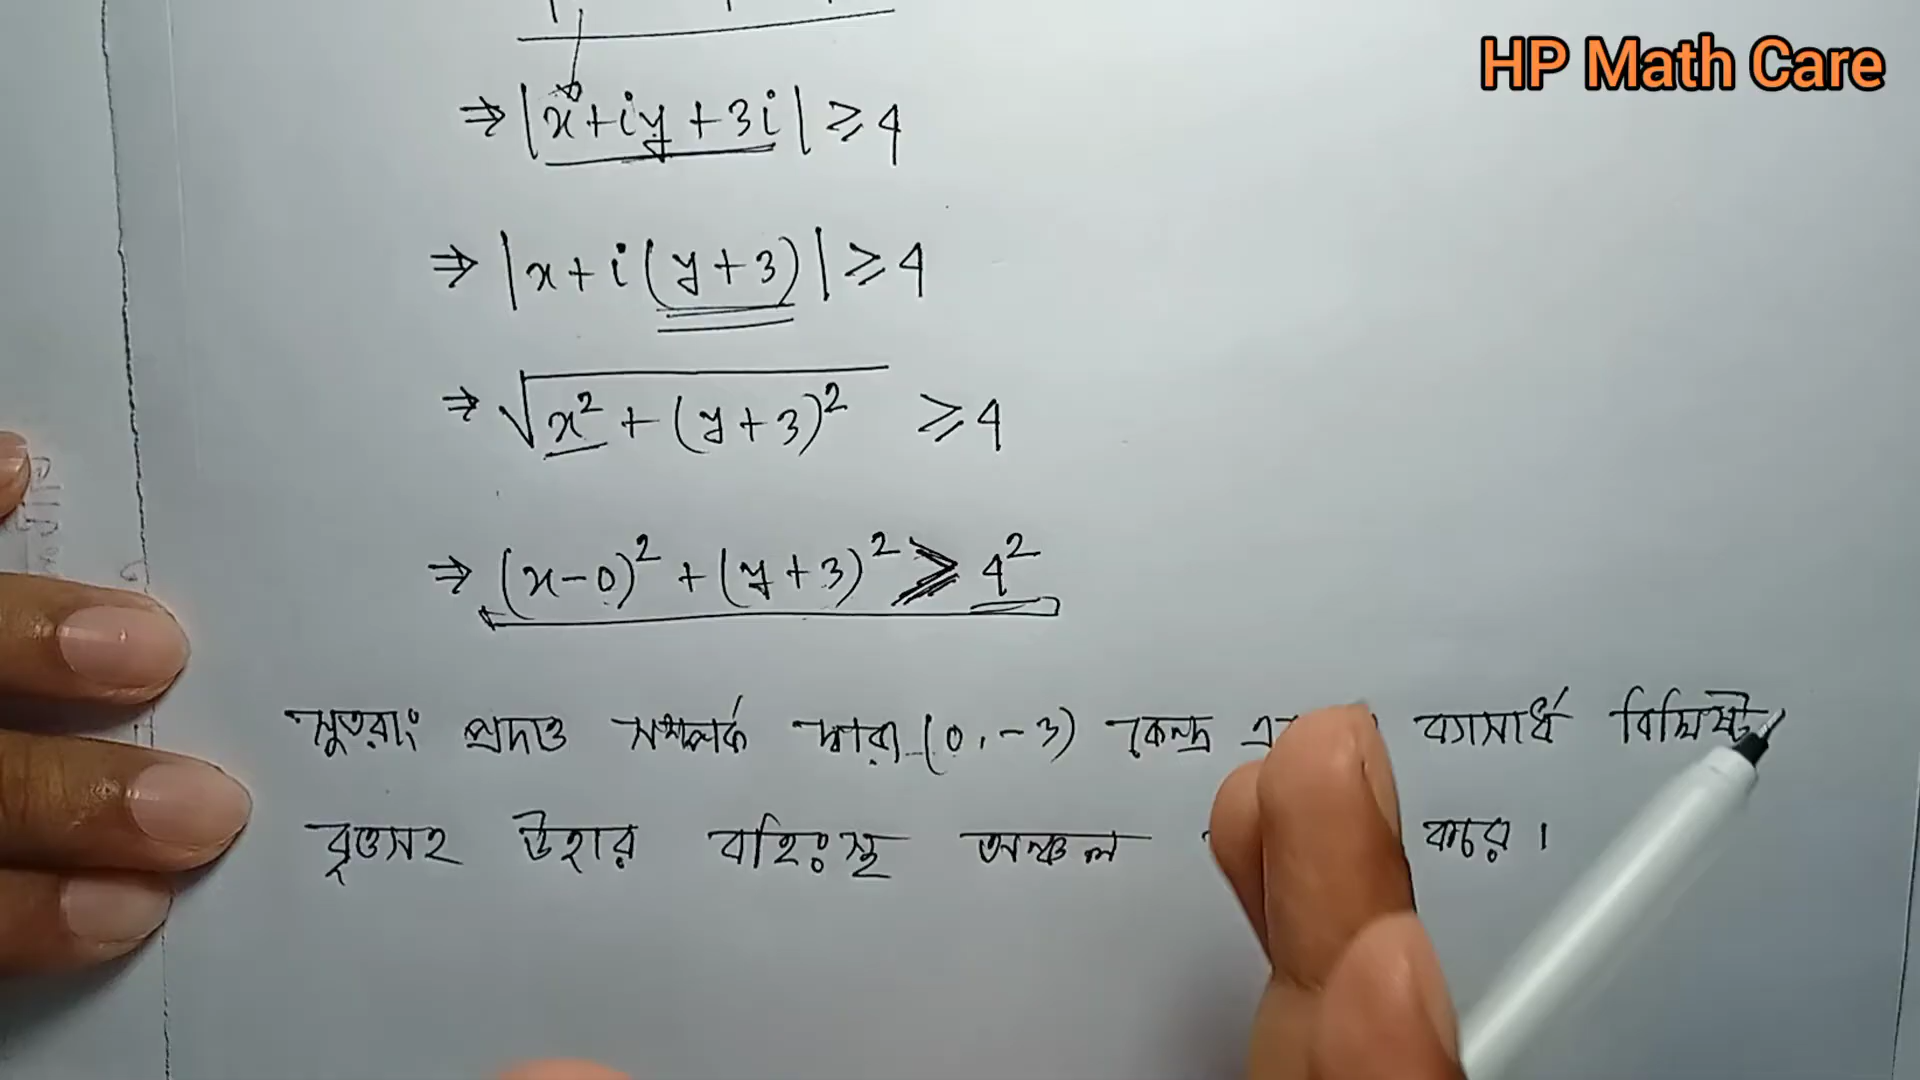 HP Math Care
⇒ |x+iy+3i| ≥ 4
⇒ |x+i(y+3)| ≥ 4
⇒ √x² + (y+3)² ≥ 4
⇒ (x-0)² + (y+3)² ≥ 4²
সুতরাং প্রদত্ত সম্পর্ক দ্বারা (0, -3) কেন্দ্র ব্যাসার্ধ বিশিষ্ট
বৃত্তসহ উহার বহিঃস্থ অঞ্চল করে।